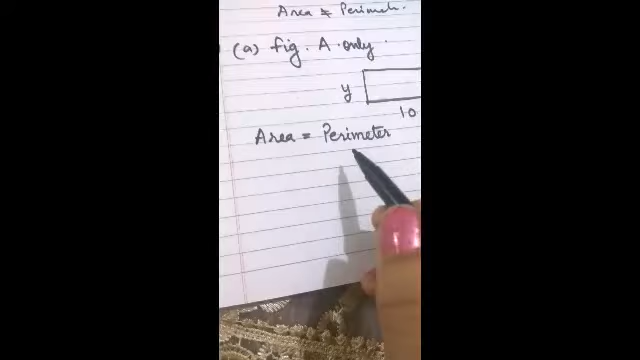 Area ≠ Perimeter.
(a) fig. A only.
y
10
Area = Perimeter